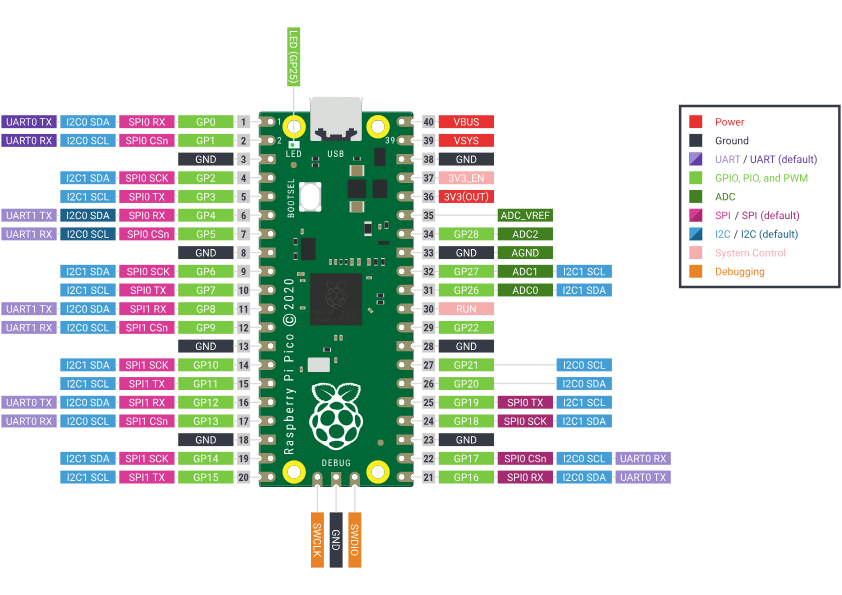 LED (GP25)
UART0 TX I2C0 SDA SPI0 RX GP0 1 1 40 VBUS
UART0 RX I2C0 SCL SPI0 CSn GP1 2 2 39 39 VSYS
GND 3 LED USB 38 GND
I2C1 SDA SPI0 SCK GP2 4 37 3V3_EN
I2C1 SCL SPI0 TX GP3 5 BOOTSEL 36 3V3(OUT)
UART1 TX I2C0 SDA SPI0 RX GP4 6 35 ADC_VREF
UART1 RX I2C0 SCL SPI0 CSn GP5 7 34 GP28 ADC2
GND 8 33 GND AGND
I2C1 SDA SPI0 SCK GP6 9 32 GP27 ADC1 I2C1 SCL
I2C1 SCL SPI0 TX GP7 10 31 GP26 ADC0 I2C1 SDA
UART1 TX I2C0 SDA SPI1 RX GP8 11 30 RUN
UART1 RX I2C0 SCL SPI1 CSn GP9 12 29 GP22
GND 13 28 GND
I2C1 SDA SPI1 SCK GP10 14 27 GP21 I2C0 SCL
I2C1 SCL SPI1 TX GP11 15 26 GP20 I2C0 SDA
UART0 TX I2C0 SDA SPI1 RX GP12 16 25 GP19 SPI0 TX I2C1 SCL
UART0 RX I2C0 SCL SPI1 CSn GP13 17 24 GP18 SPI0 SCK I2C1 SDA
GND 18 23 GND
I2C1 SDA SPI1 SCK GP14 19 22 GP17 SPI0 CSn I2C0 SCL UART0 RX
I2C1 SCL SPI1 TX GP15 20 21 GP16 SPI0 RX I2C0 SDA UART0 TX
Raspberry Pi Pico © 2020
DEBUG
SWCLK GND SWDIO
Power
Ground
UART / UART (default)
GPIO, PIO, and PWM
ADC
SPI / SPI (default)
I2C / I2C (default)
System Control
Debugging